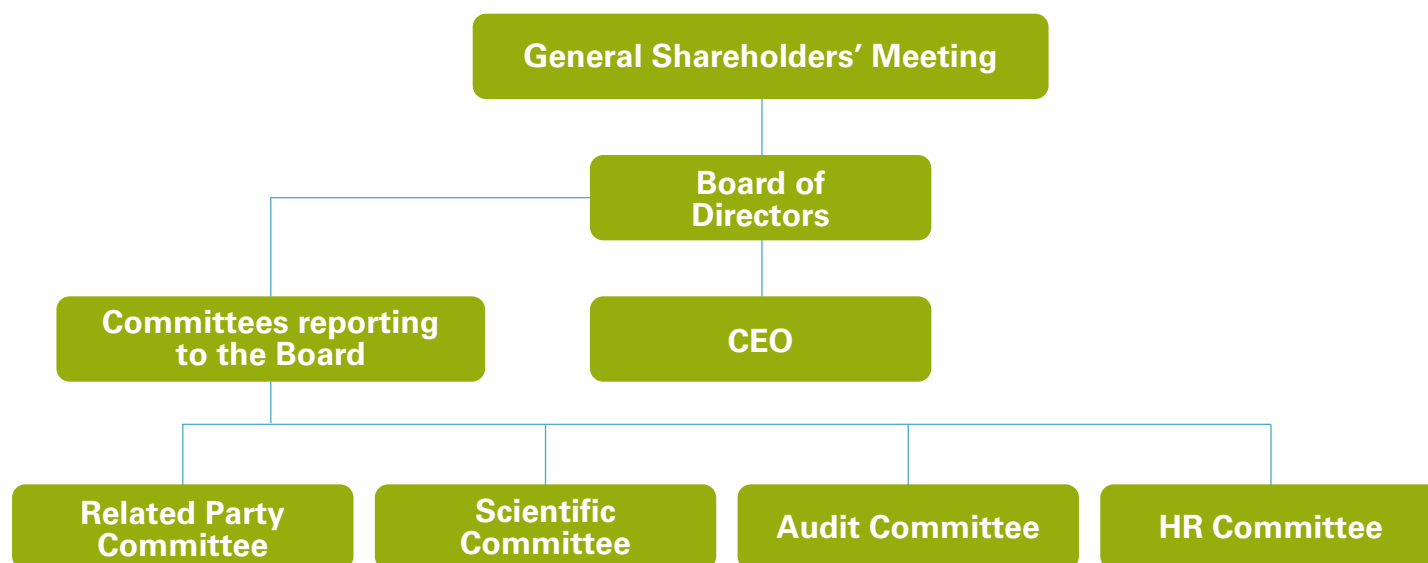 General Shareholders’ Meeting
Board of
Directors
Committees reporting
to the Board
CEO
Related Party
Committee
Scientific
Committee
Audit Committee
HR Committee